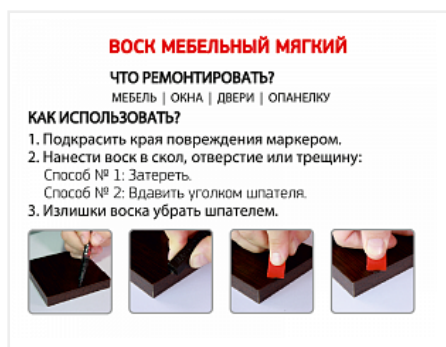 ВОСК МЕБЕЛЬНЫЙ МЯГКИЙ
ЧТО РЕМОНТИРОВАТЬ?
МЕБЕЛЬ | ОКНА | ДВЕРИ | ОПАНЕЛКУ
КАК ИСПОЛЬЗОВАТЬ?
1. Подкрасить края повреждения маркером.
2. Нанести воск в скол, отверстие или трещину:
Способ № 1: Затереть.
Способ № 2: Вдавить уголком шпателя.
3. Излишки воска убрать шпателем.